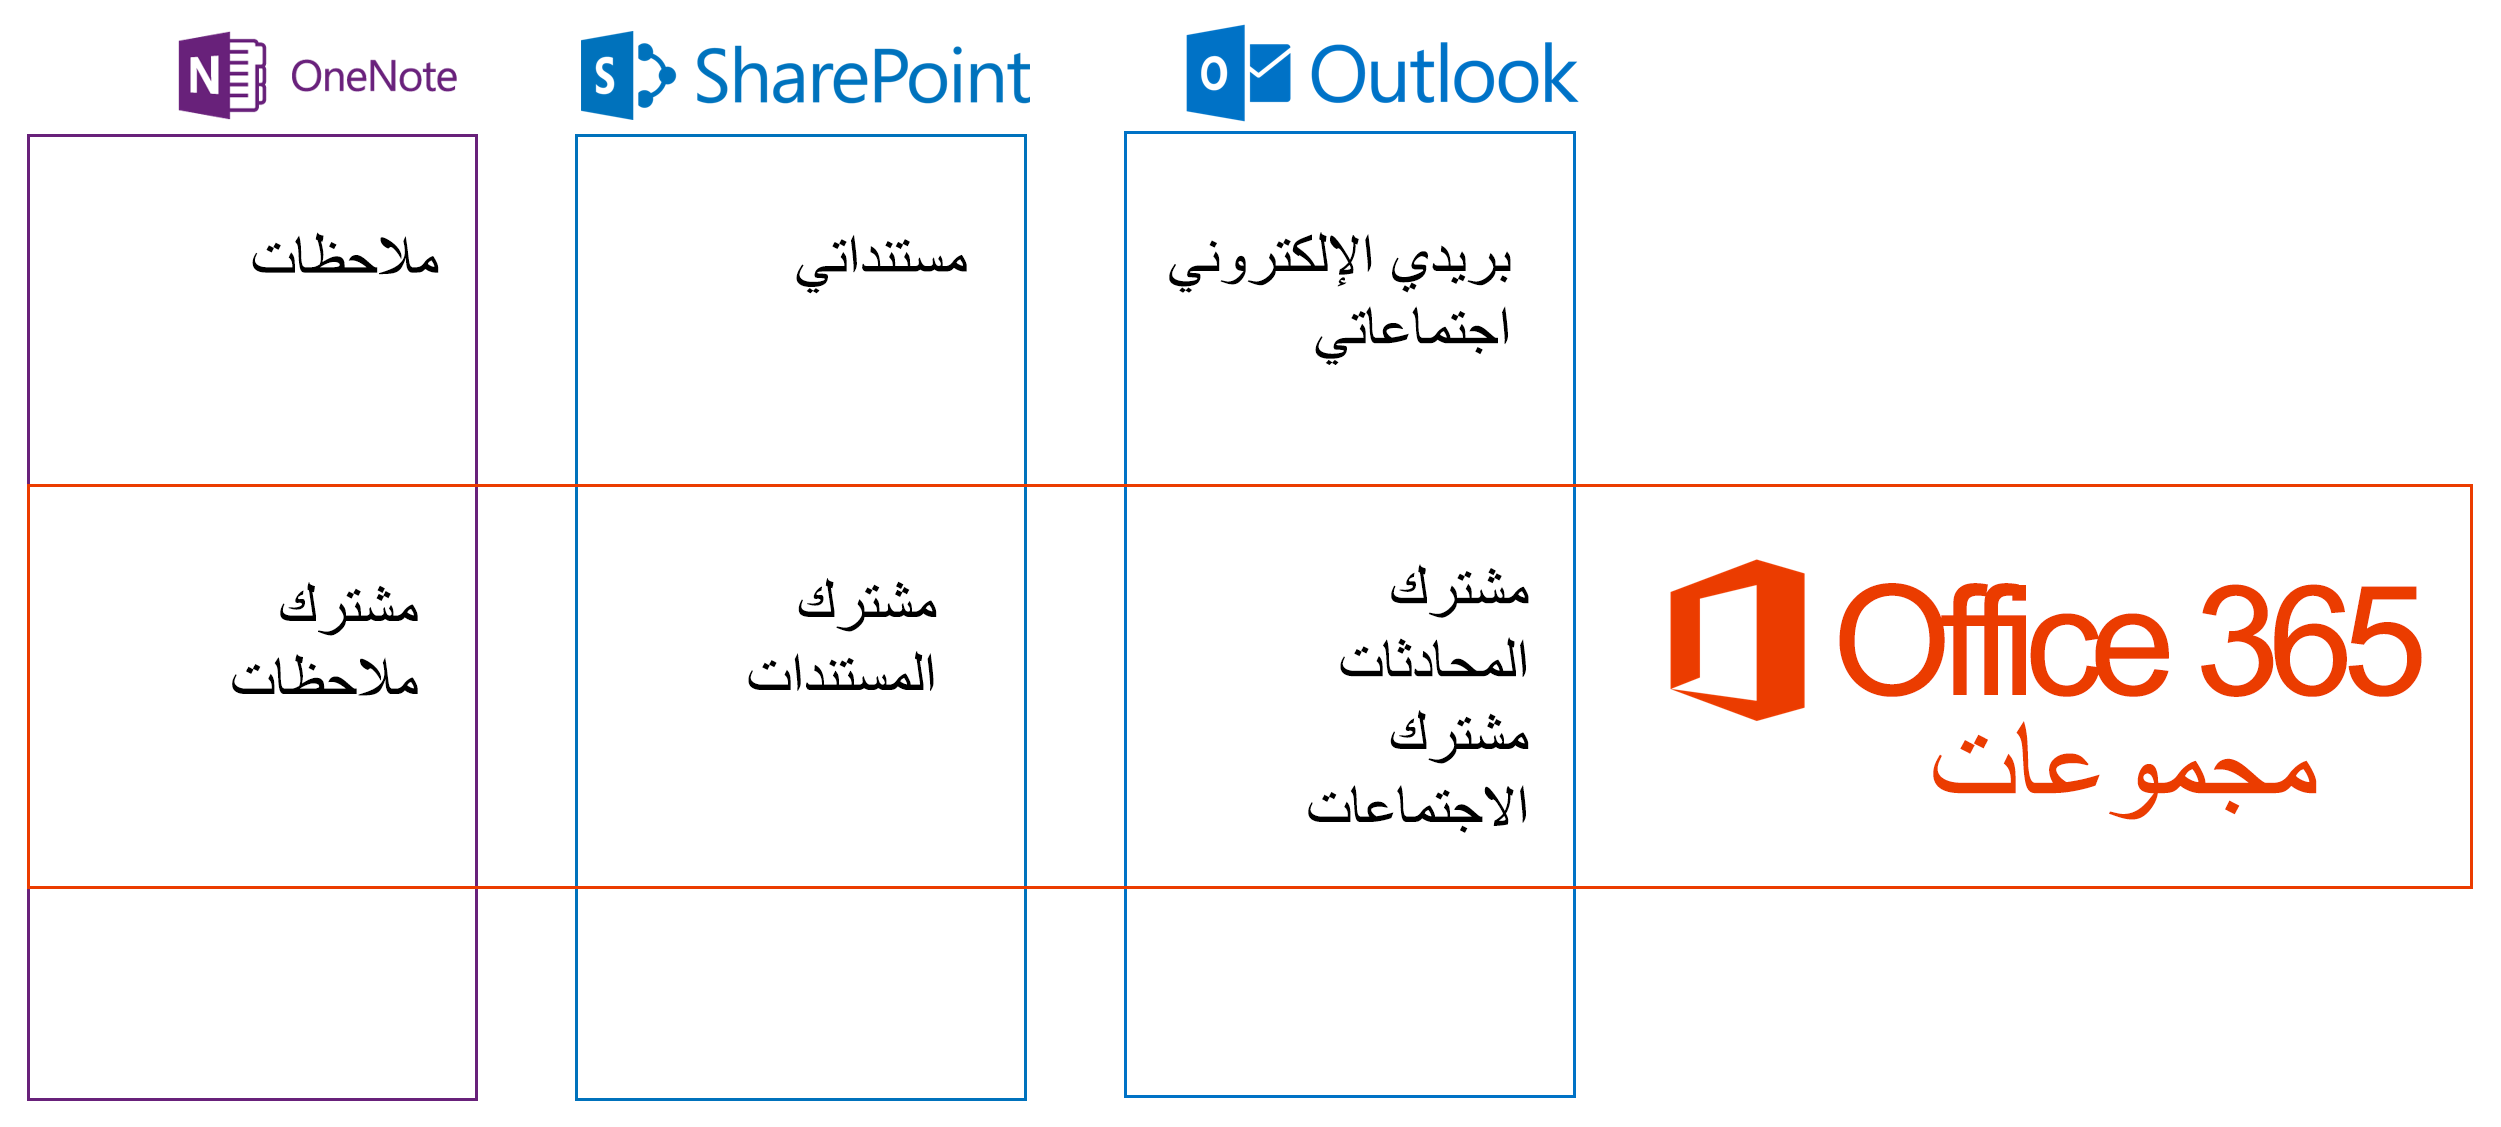 Outlook
SharePoint
OneNote
بريدي الإلكتروني
اجتماعاتي
مستنداتي
ملاحظات
Office 365
مجموعات
مشترك
المحادثات
مشترك
الاجتماعات
مشترك
المستندات
مشترك
ملاحظات